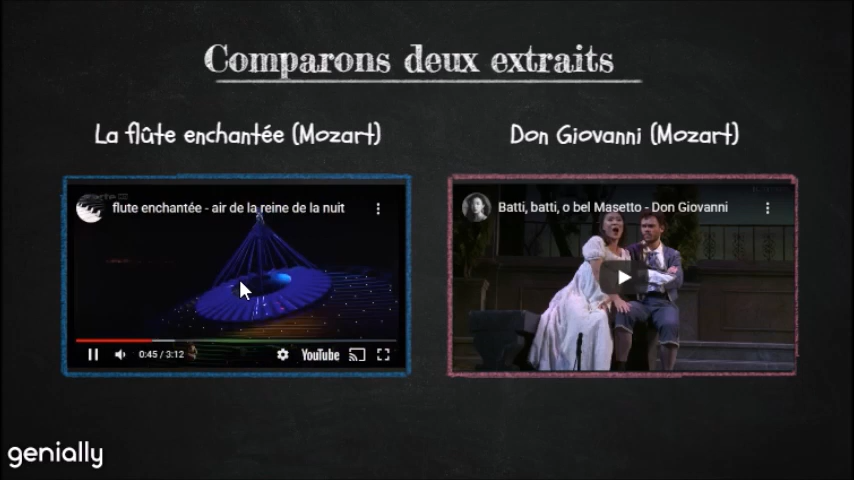 Comparons deux extraits
La flûte enchantée (Mozart)
Don Giovanni (Mozart)
flute enchantée - air de la reine de la nuit
Batti, batti, o bel Masetto - Don Giovanni
0:45 / 3:12
YouTube
genially